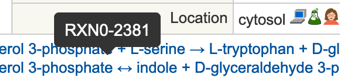 Location cytosol
RXN0-2381
erol 3-phosphate + L-serine → L-tryptophan + D-gl
erol 3-phosphate ↔ indole + D-glyceraldehyde 3-p